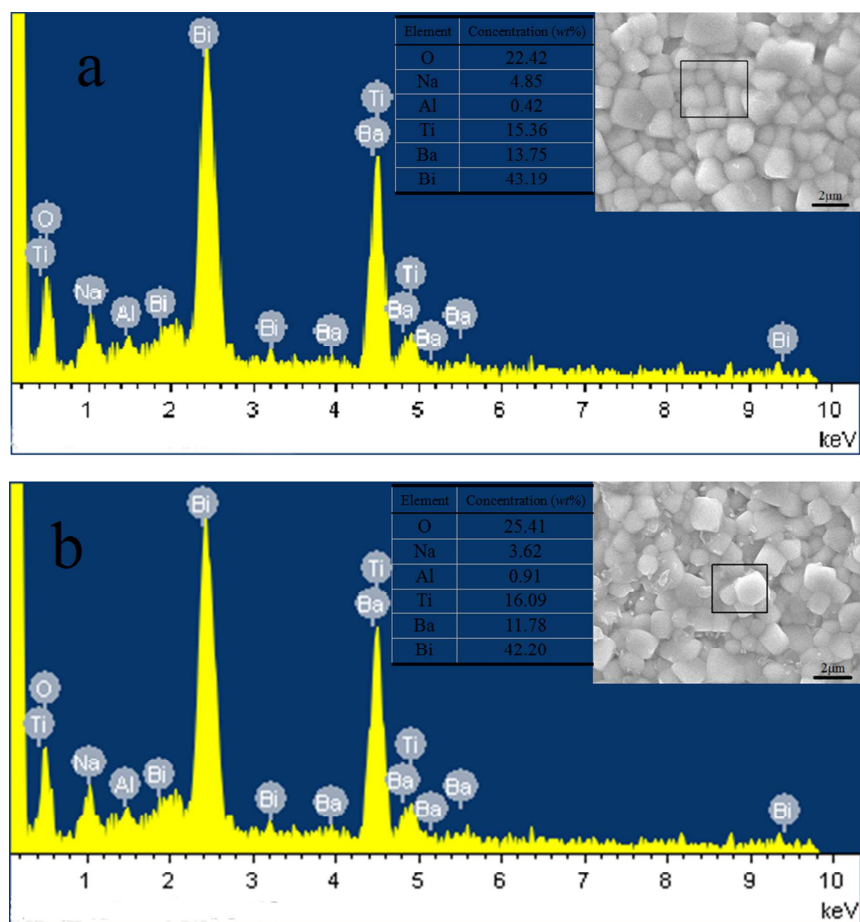 a
Element Concentration (wt%)
O 22.42
Na 4.85
Al 0.42
Ti 15.36
Ba 13.75
Bi 43.19
2μm
Bi
Ti
Ba
O
Ti
Na
Al
Bi
Bi
Ba
Ti
Ba
Ba
Ba
Bi
1 2 3 4 5 6 7 8 9 10
keV
b
Element Concentration (wt%)
O 25.41
Na 3.62
Al 0.91
Ti 16.09
Ba 11.78
Bi 42.20
2μm
Bi
Ti
Ba
O
Ti
Na
Al
Bi
Bi
Ba
Ti
Ba
Ba
Ba
Bi
1 2 3 4 5 6 7 8 9 10
keV